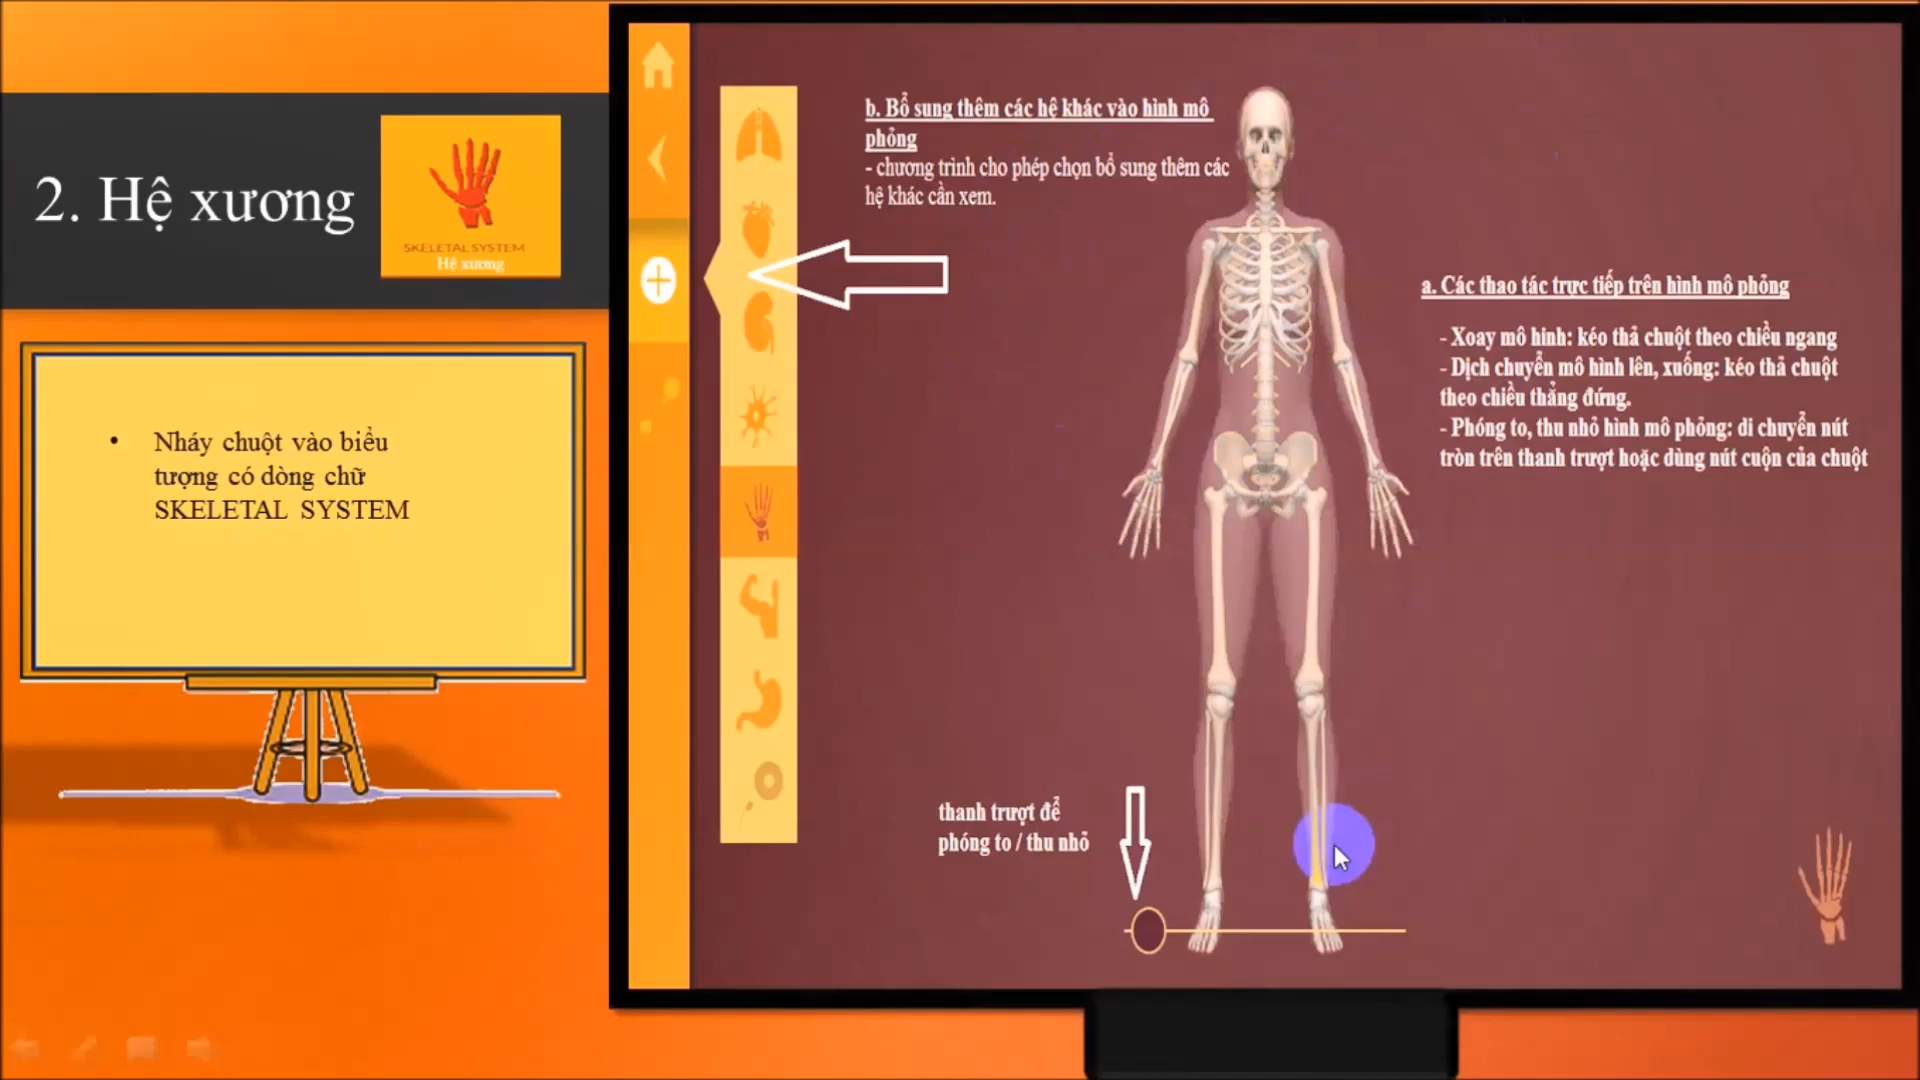 2. Hệ xương
SKELETAL SYSTEM
Hê xương
• Nháy chuột vào biểu
tượng có dòng chữ
SKELETAL SYSTEM
b. Bổ sung thêm các hệ khác vào hình mô
phỏng
- chương trình cho phép chọn bổ sung thêm các
hệ khác cần xem.
a. Các thao tác trực tiếp trên hình mô phỏng
- Xoay mô hinh: kéo thả chuột theo chiều ngang
- Dịch chuyển mô hình lên, xuống: kéo thả chuột
theo chiều thẳng đứng.
- Phóng to, thu nhỏ hình mô phỏng: di chuyển nút
tròn trên thanh trượt hoặc dùng nút cuộn của chuột
thanh trượt để
phóng to / thu nhỏ